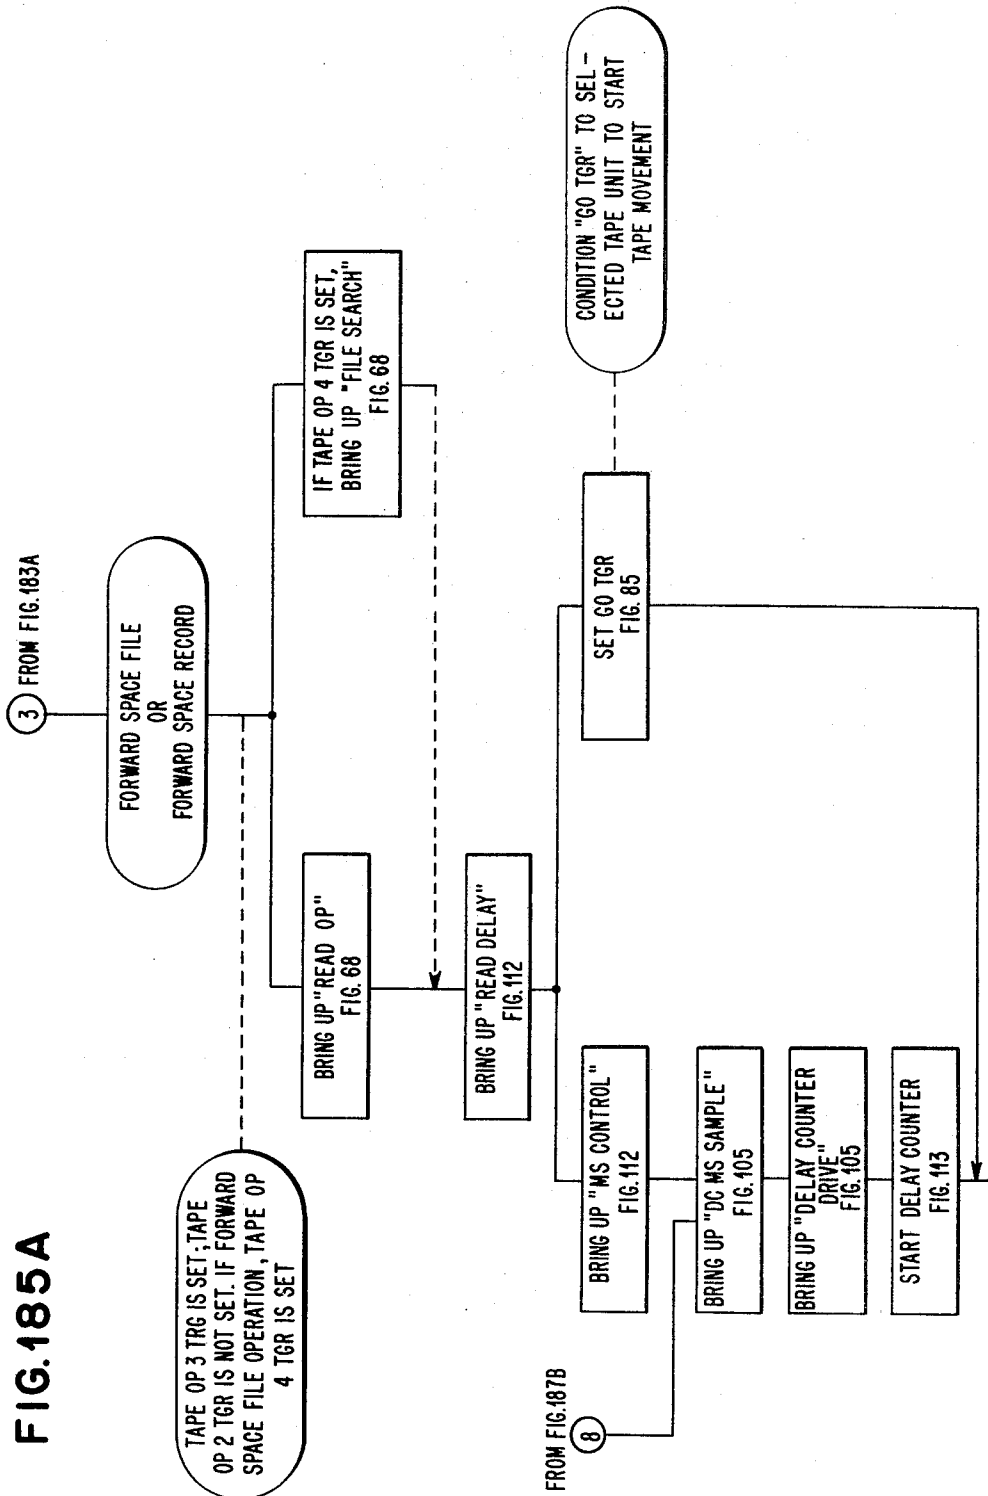 FIG.185A
3 FROM FIG.183A
FORWARD SPACE FILE
OR
FORWARD SPACE RECORD
TAPE OP 3 TRG IS SET; TAPE
OP 2 TGR IS NOT SET. IF FORWARD
SPACE FILE OPERATION, TAPE OP
4 TGR IS SET
BRING UP "READ OP"
FIG. 68
IF TAPE OP 4 TGR IS SET,
BRING UP "FILE SEARCH"
FIG. 68
BRING UP "READ DELAY"
FIG.112
BRING UP "MS CONTROL"
FIG.112
SET GO TGR
FIG. 85
CONDITION "GO TGR" TO SEL-
ECTED TAPE UNIT TO START
TAPE MOVEMENT
FROM FIG.187B
8
BRING UP "DC MS SAMPLE"
FIG.105
BRING UP "DELAY COUNTER
DRIVE"
FIG.105
START DELAY COUNTER
FIG.113